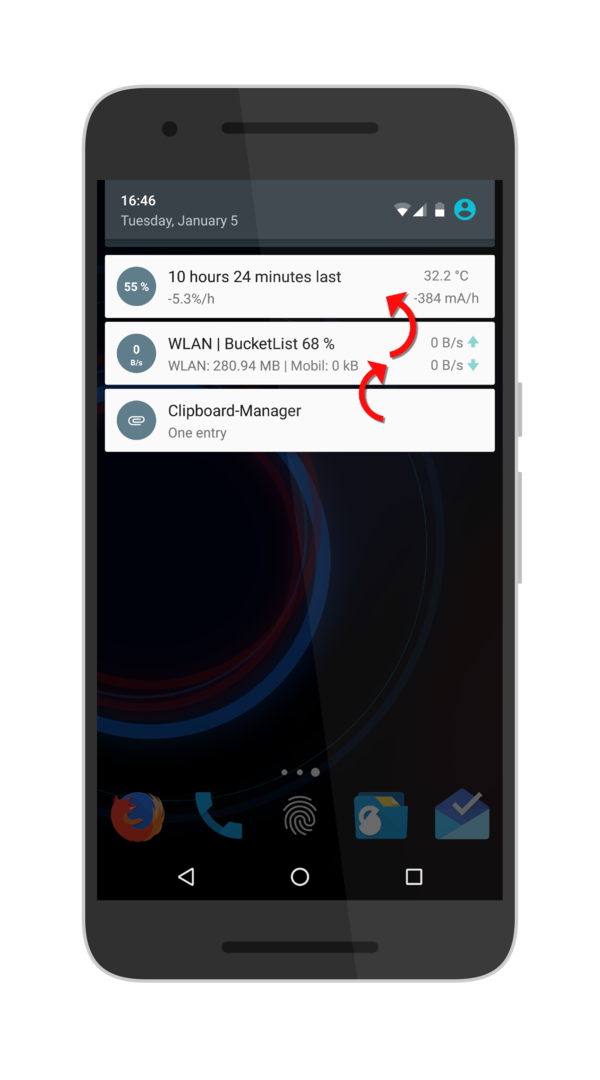 16:46
Tuesday, January 5
55 %
10 hours 24 minutes last
32.2 °C
-5.3%/h
-384 mA/h
0
B/s
WLAN | BucketList 68 %
0 B/s
WLAN: 280.94 MB | Mobil: 0 kB
0 B/s
Clipboard-Manager
One entry